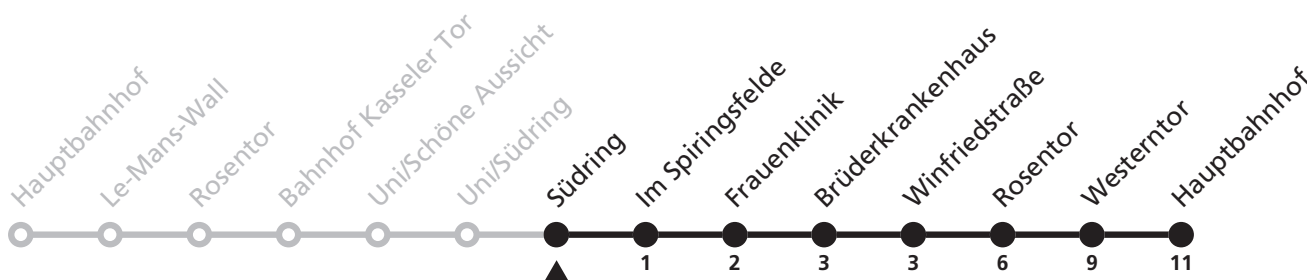 Hauptbahnhof
Le-Mans-Wall
Rosentor
Bahnhof Kasseler Tor
Uni/Schöne Aussicht
Uni/Südring
Südring
Im Spiringsfelde
Frauenklinik
Brüderkrankenhaus
Winfriedstraße
Rosentor
Westerntor
Hauptbahnhof
1 2 3 3 6 9 11